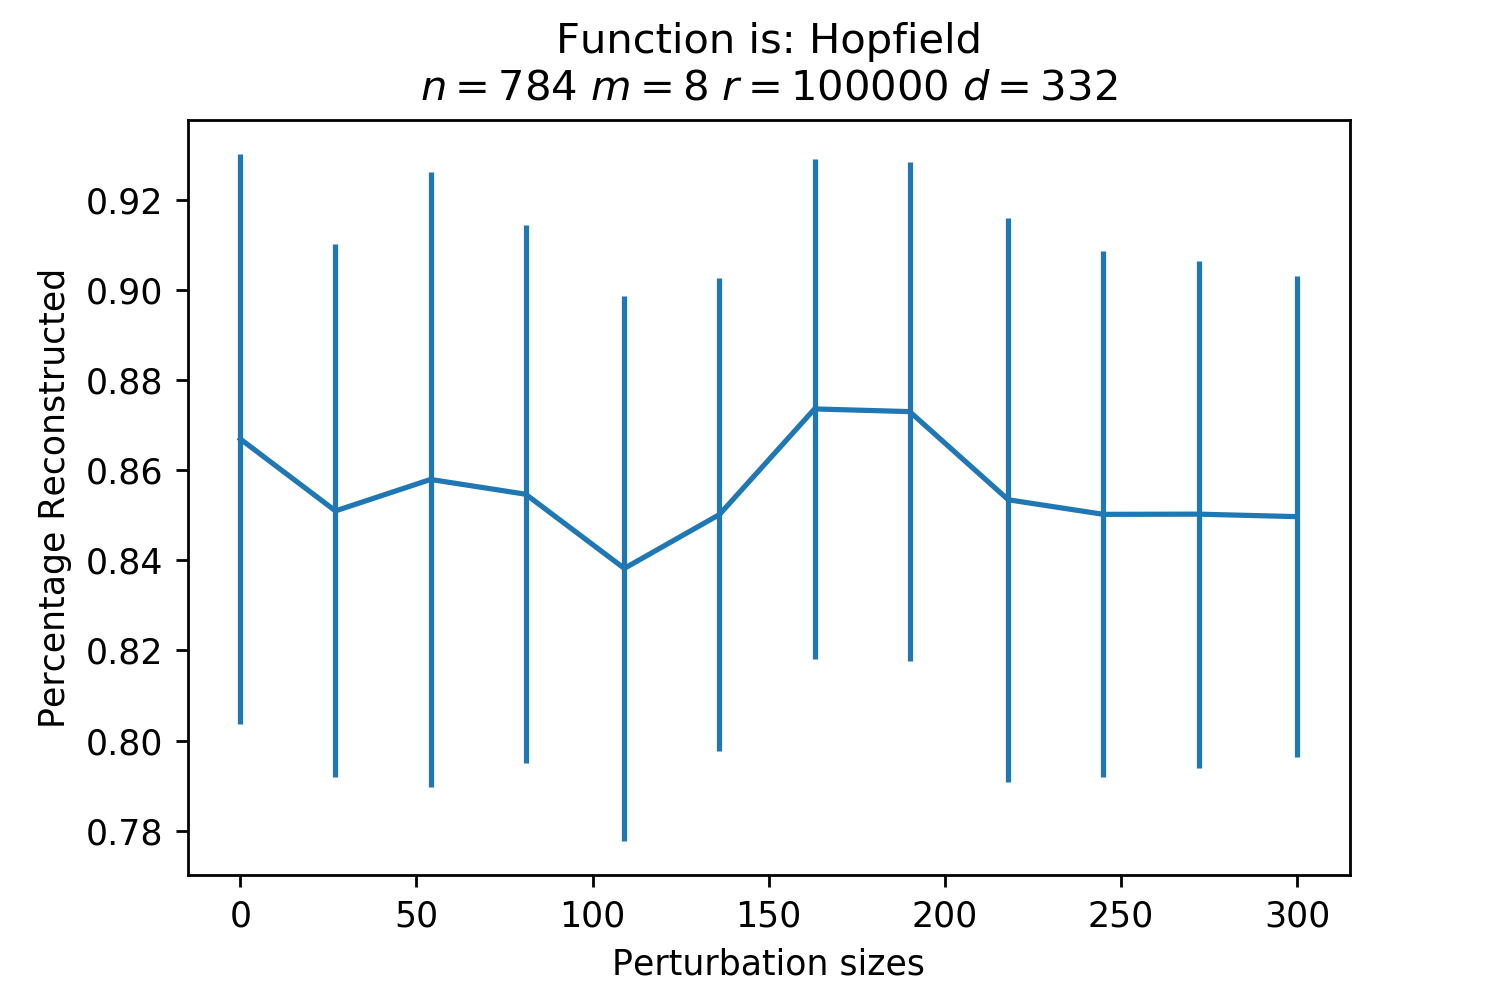 Function is: Hopfield
n = 784 m = 8 r = 100000 d = 332
Percentage Reconstructed
0.92
0.90
0.88
0.86
0.84
0.82
0.80
0.78
0 50 100 150 200 250 300
Perturbation sizes